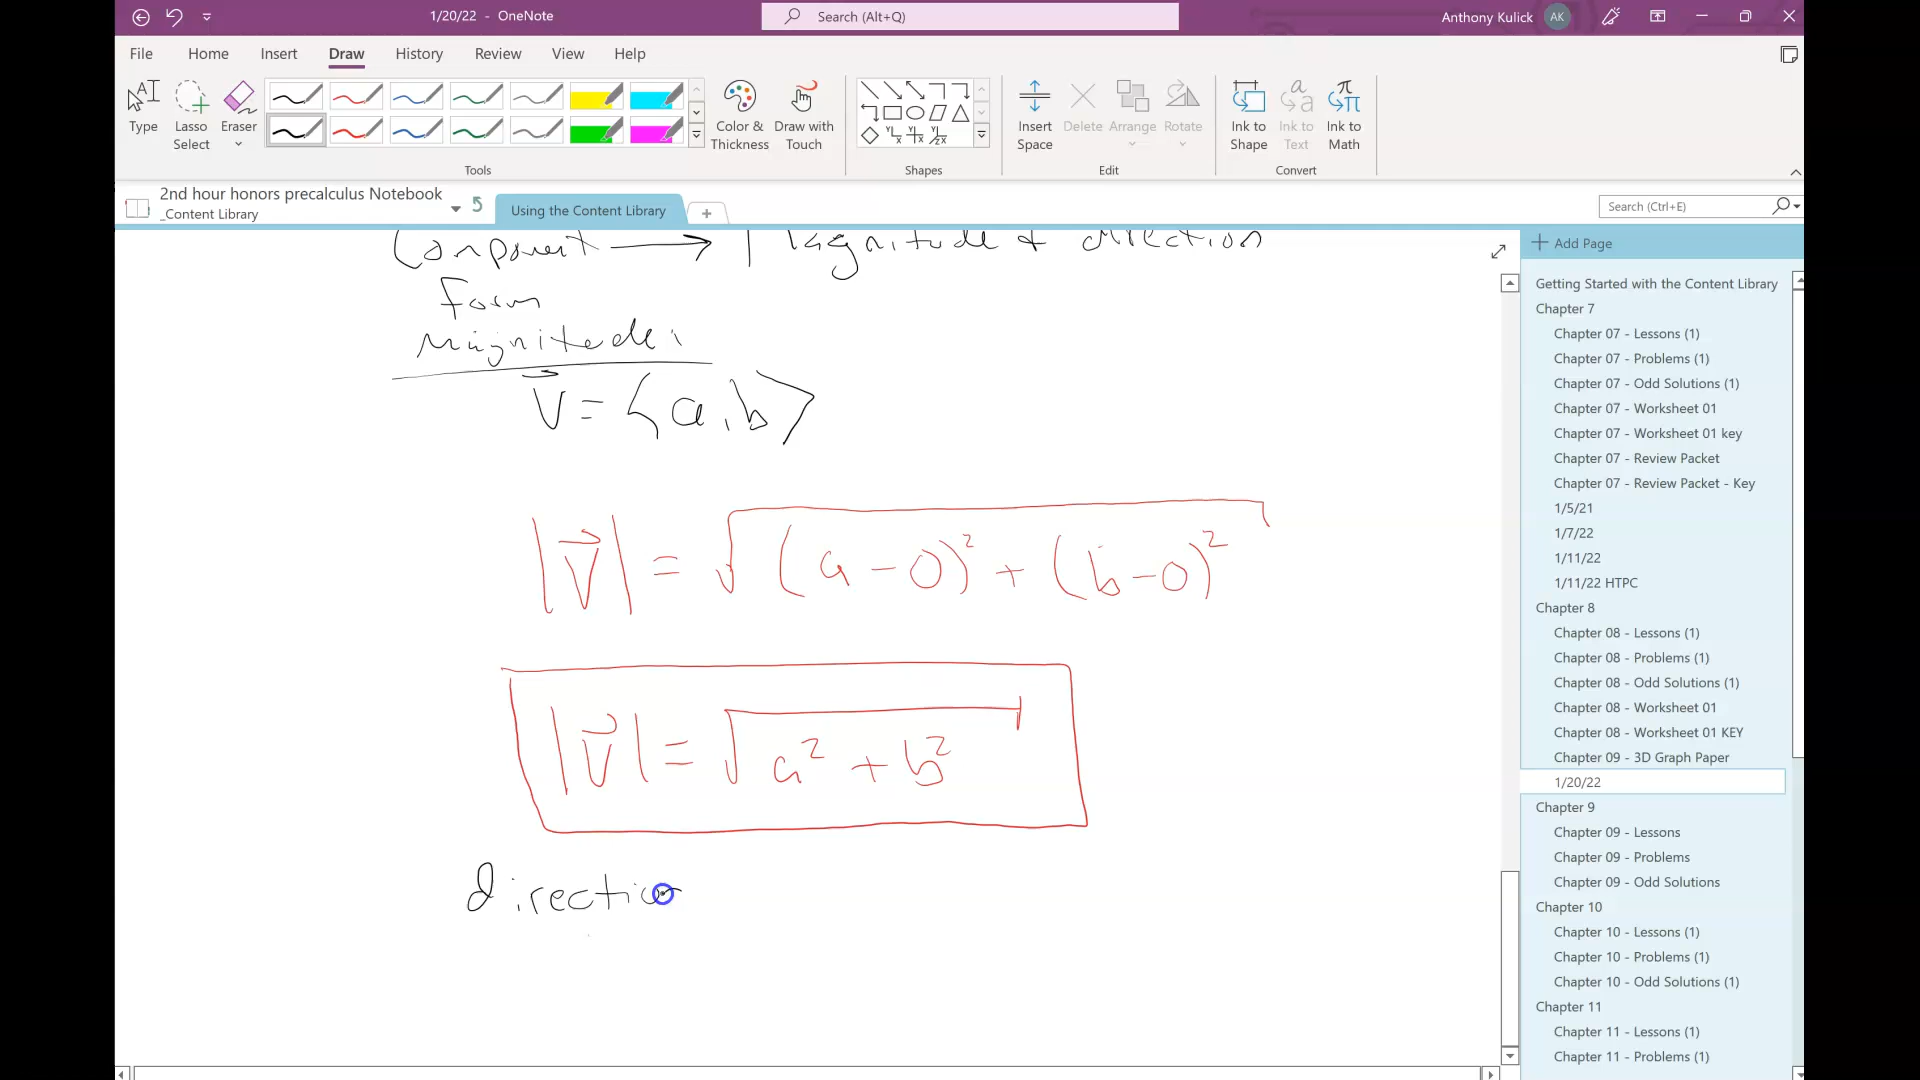 1/20/22 - OneNote
Search (Alt+Q)
Anthony Kulick
AK
File Home Insert Draw History Review View Help
Type
Lasso Select
Eraser
Color & Thickness
Draw with Touch
Insert Space
Delete
Arrange
Rotate
Ink to Shape
Ink to Text
Ink to Math
Tools
Shapes
Edit
Convert
2nd hour honors precalculus Notebook
_Content Library
Using the Content Library
Search (Ctrl+E)
Component → Magnitude + direction
form
Magnitude:
v⃗ = ⟨a, b⟩
|v⃗| = √((a - 0)² + (b - 0)²)
|v⃗| = √(a² + b²)
directio
Add Page
Getting Started with the Content Library
Chapter 7
Chapter 07 - Lessons (1)
Chapter 07 - Problems (1)
Chapter 07 - Odd Solutions (1)
Chapter 07 - Worksheet 01
Chapter 07 - Worksheet 01 key
Chapter 07 - Review Packet
Chapter 07 - Review Packet - Key
1/5/21
1/7/22
1/11/22
1/11/22 HTPC
Chapter 8
Chapter 08 - Lessons (1)
Chapter 08 - Problems (1)
Chapter 08 - Odd Solutions (1)
Chapter 08 - Worksheet 01
Chapter 08 - Worksheet 01 KEY
Chapter 09 - 3D Graph Paper
1/20/22
Chapter 9
Chapter 09 - Lessons
Chapter 09 - Problems
Chapter 09 - Odd Solutions
Chapter 10
Chapter 10 - Lessons (1)
Chapter 10 - Problems (1)
Chapter 10 - Odd Solutions (1)
Chapter 11
Chapter 11 - Lessons (1)
Chapter 11 - Problems (1)